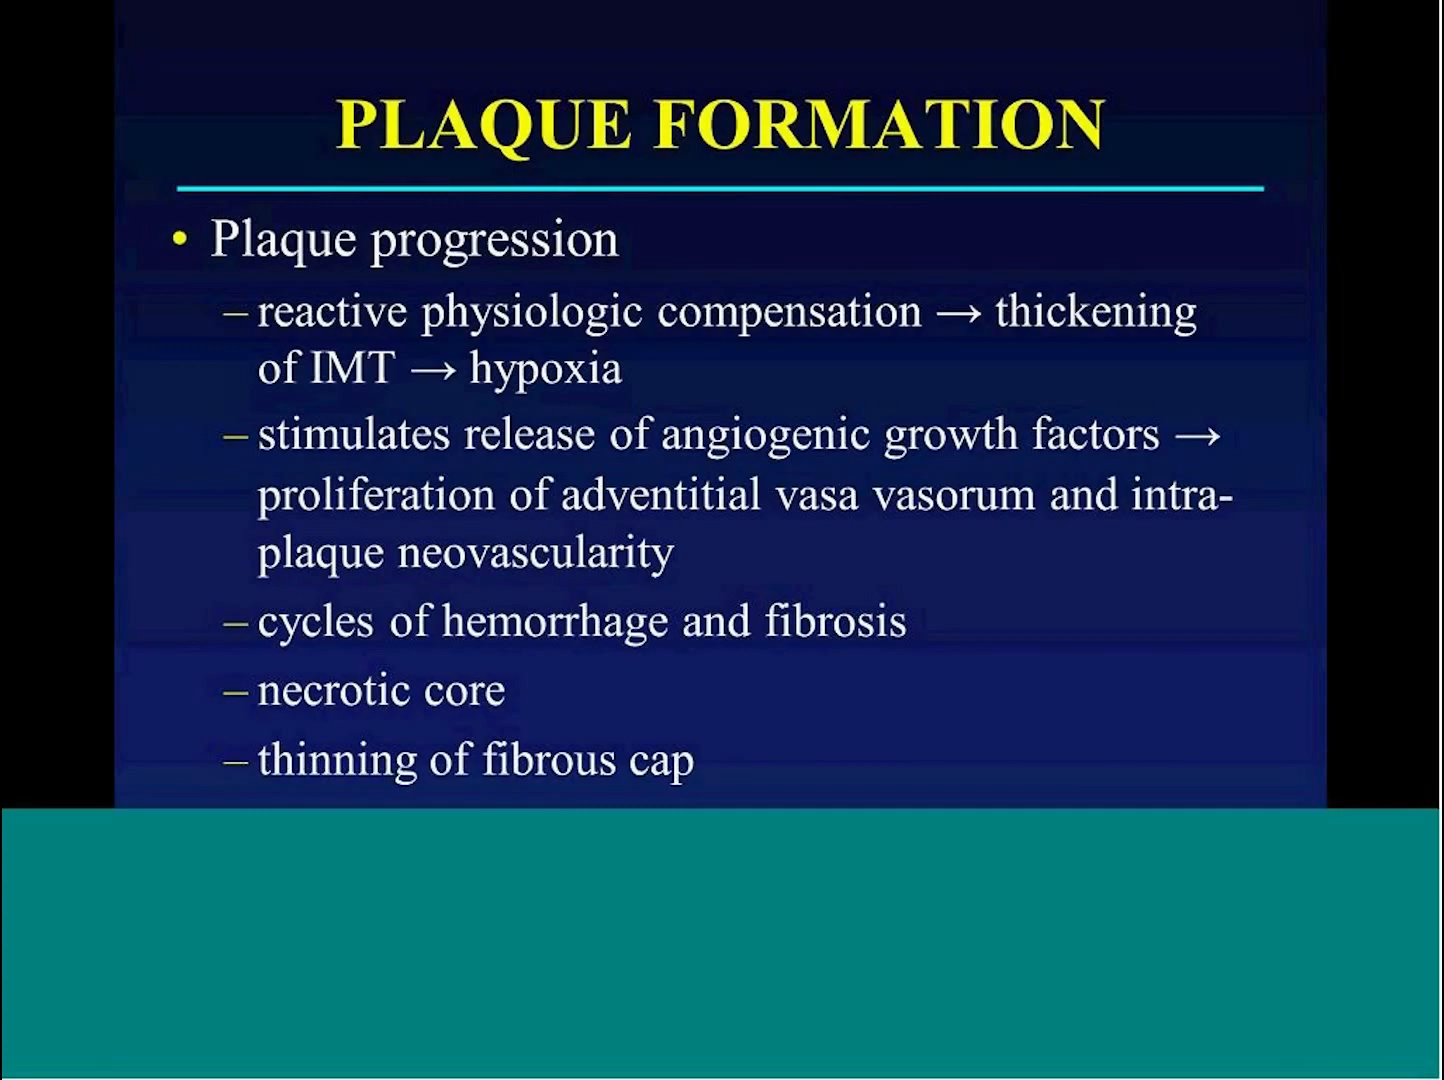 PLAQUE FORMATION
• Plaque progression
– reactive physiologic compensation → thickening
of IMT → hypoxia
– stimulates release of angiogenic growth factors →
proliferation of adventitial vasa vasorum and intra-
plaque neovascularity
– cycles of hemorrhage and fibrosis
– necrotic core
– thinning of fibrous cap